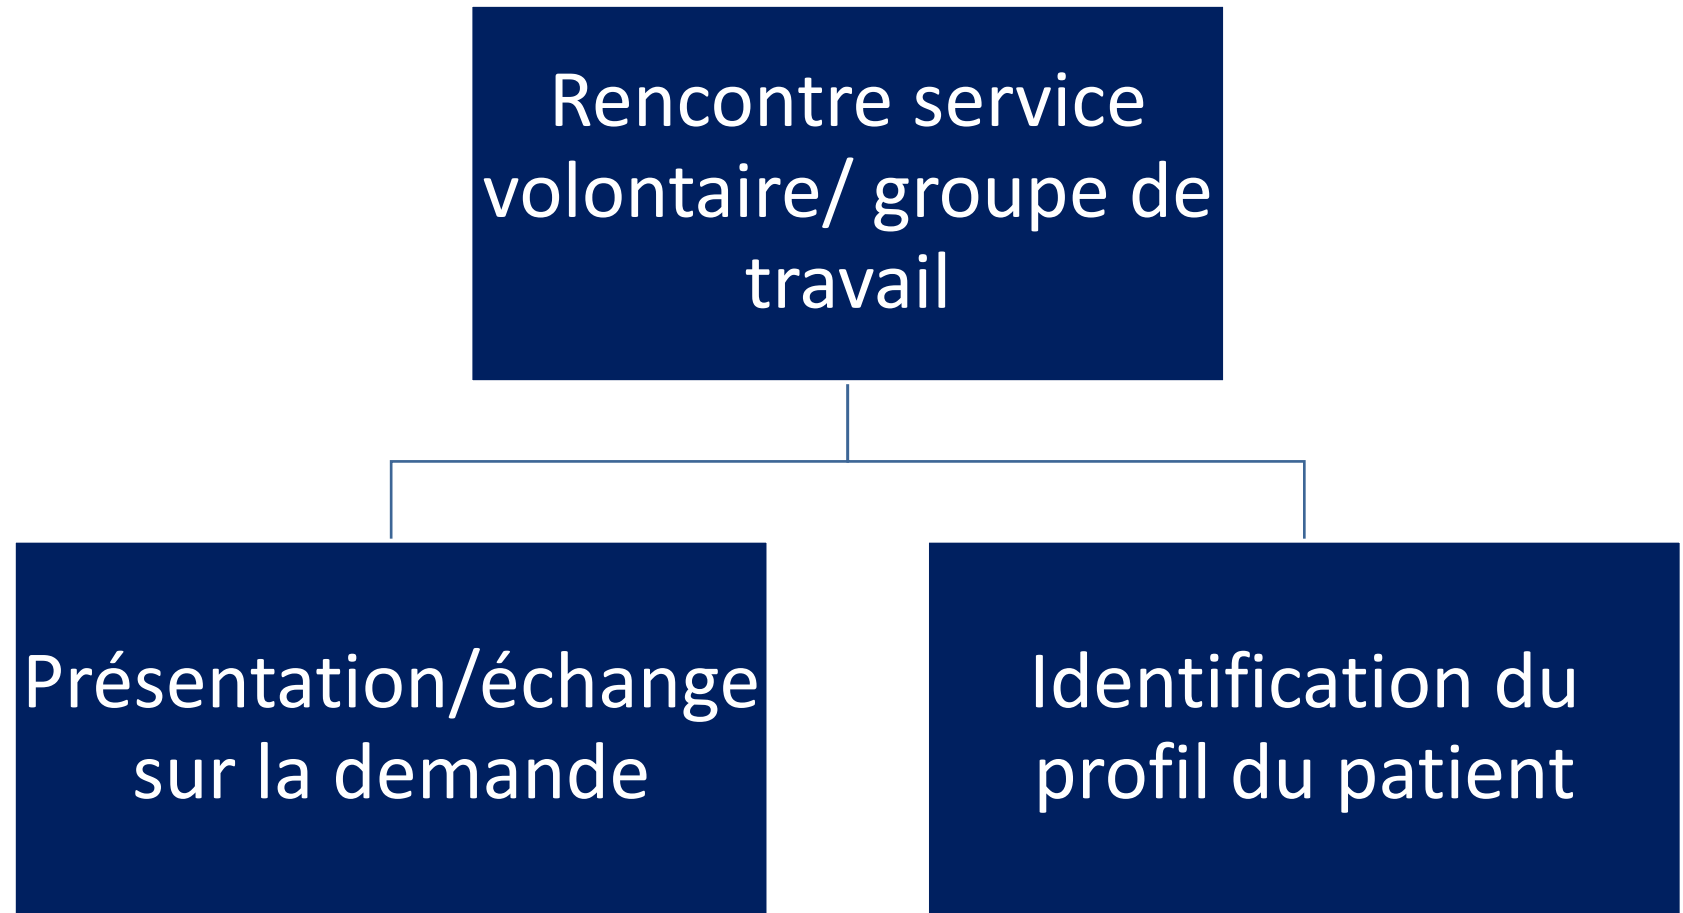 Rencontre service
volontaire/ groupe de
travail
Présentation/échange
sur la demande
Identification du
profil du patient